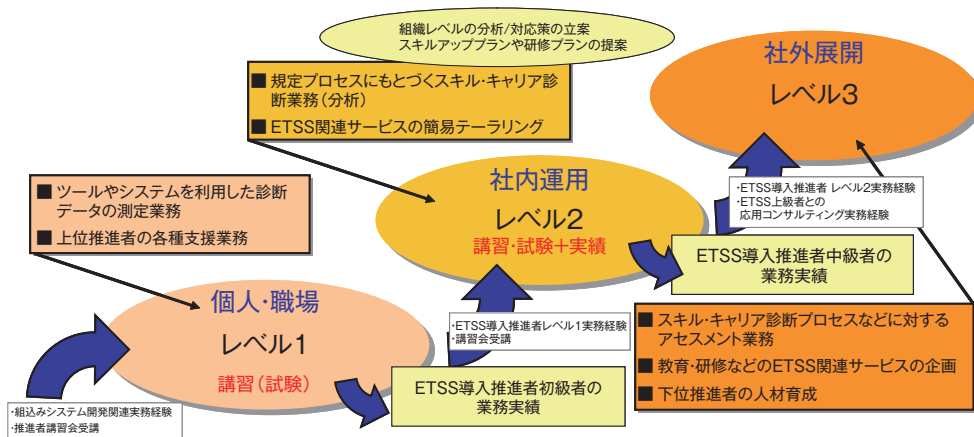 組織レベルの分析/対応策の立案
スキルアッププランや研修プランの提案
■ 規定プロセスにもとづくスキル・キャリア診
断業務(分析)
■ ETSS関連サービスの簡易テーラリング
社外展開
レベル3
■ ツールやシステムを利用した診断
データの測定業務
■ 上位推進者の各種支援業務
社内運用
レベル2
講習・試験＋実績
・ETSS導入推進者 レベル2実務経験
・ETSS上級者との
応用コンサルティング実務経験
ETSS導入推進者中級者の
業務実績
個人・職場
レベル1
講習(試験)
・ETSS導入推進者レベル1実務経験
・講習会受講
ETSS導入推進者初級者の
業務実績
・組込みシステム開発関連実務経験
・推進者講習会受講
■ スキル・キャリア診断プロセスなどに対する
アセスメント業務
■ 教育・研修などのETSS関連サービスの企画
■ 下位推進者の人材育成